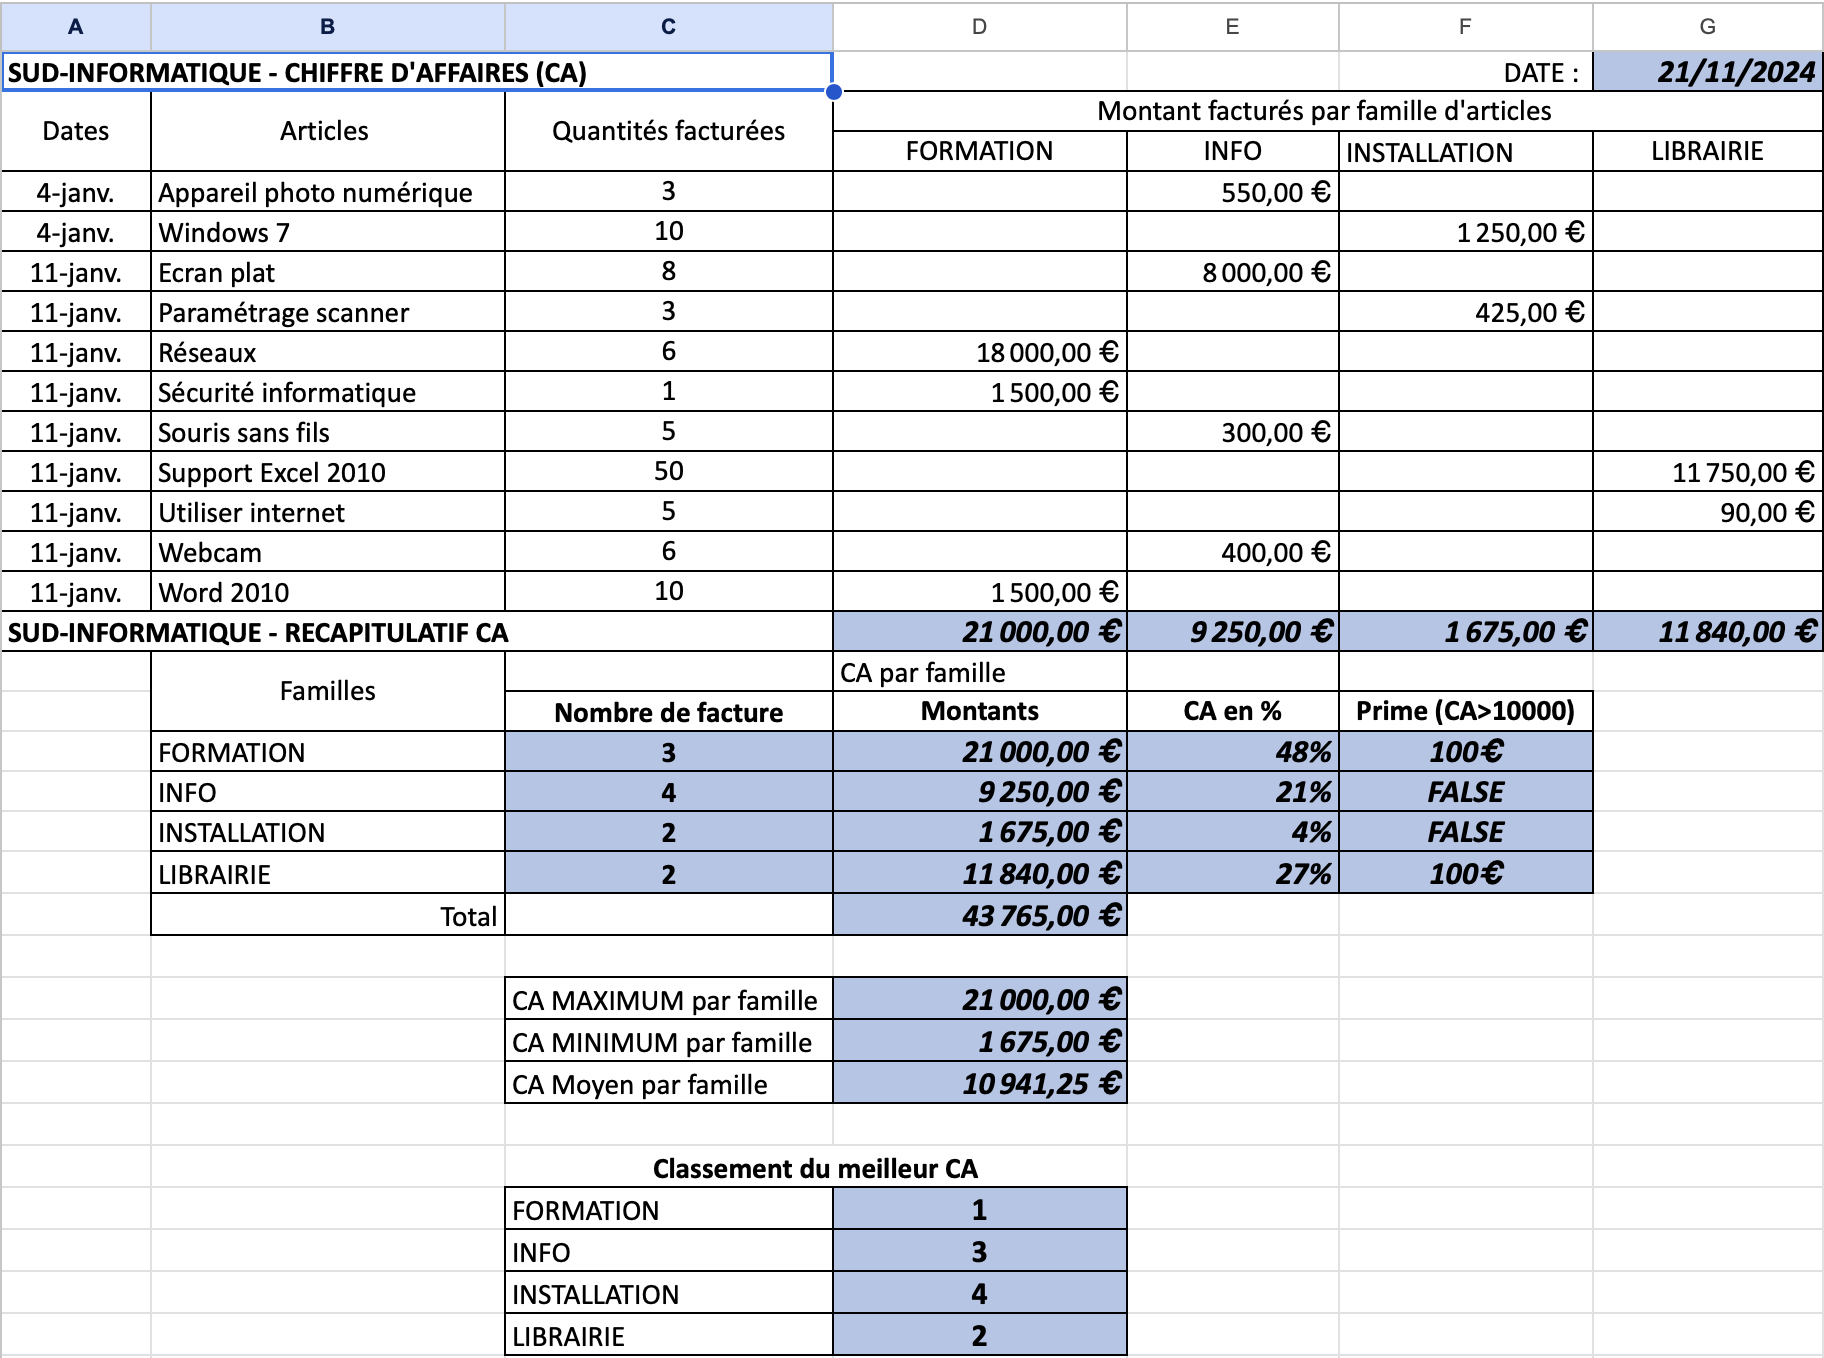 A B C D E F G
SUD-INFORMATIQUE - CHIFFRE D'AFFAIRES (CA) DATE : 21/11/2024
Dates Articles Quantités facturées Montant facturés par famille d'articles
FORMATION INFO INSTALLATION LIBRAIRIE
4-janv. Appareil photo numérique 3 550,00 €
4-janv. Windows 7 10 1 250,00 €
11-janv. Ecran plat 8 8 000,00 €
11-janv. Paramétrage scanner 3 425,00 €
11-janv. Réseaux 6 18 000,00 €
11-janv. Sécurité informatique 1 1 500,00 €
11-janv. Souris sans fils 5 300,00 €
11-janv. Support Excel 2010 50 11 750,00 €
11-janv. Utiliser internet 5 90,00 €
11-janv. Webcam 6 400,00 €
11-janv. Word 2010 10 1 500,00 €
SUD-INFORMATIQUE - RECAPITULATIF CA 21 000,00 € 9 250,00 € 1 675,00 € 11 840,00 €
Familles CA par famille
Nombre de facture Montants CA en % Prime (CA>10000)
FORMATION 3 21 000,00 € 48% 100€
INFO 4 9 250,00 € 21% FALSE
INSTALLATION 2 1 675,00 € 4% FALSE
LIBRAIRIE 2 11 840,00 € 27% 100€
Total 43 765,00 €
CA MAXIMUM par famille 21 000,00 €
CA MINIMUM par famille 1 675,00 €
CA Moyen par famille 10 941,25 €
Classement du meilleur CA
FORMATION 1
INFO 3
INSTALLATION 4
LIBRAIRIE 2